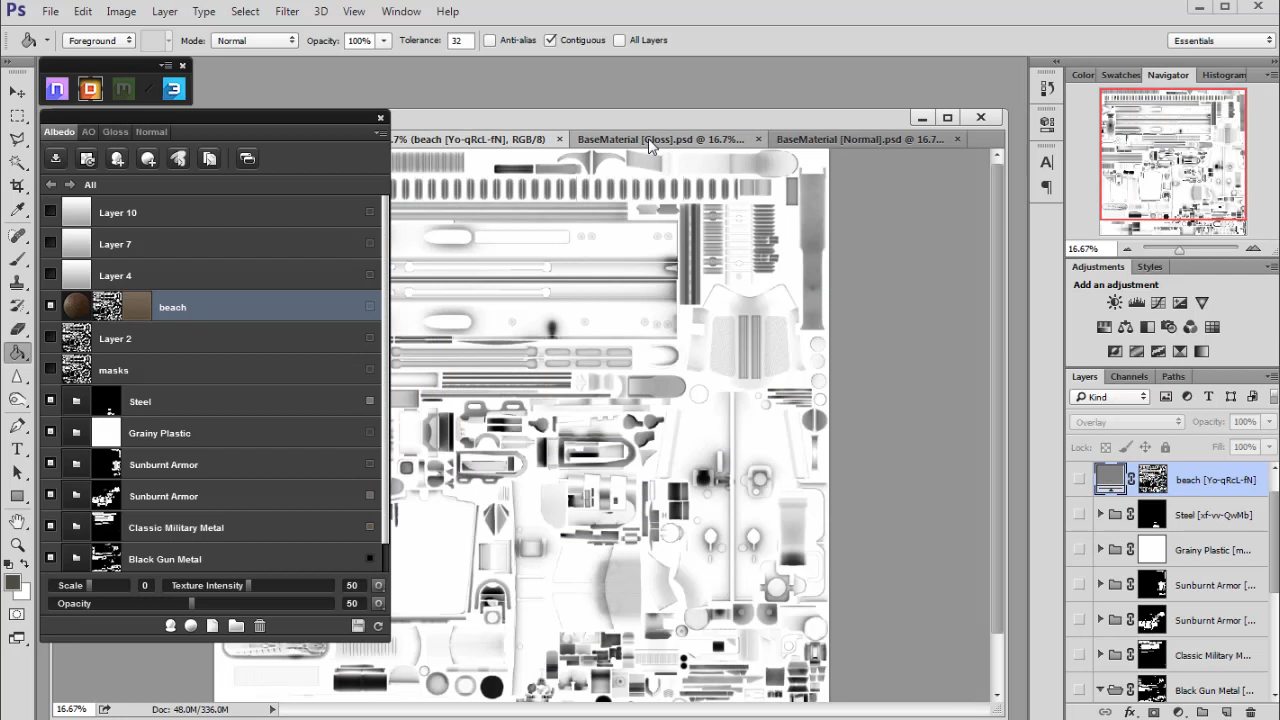 Ps File Edit Image Layer Type Select Filter 3D View Window Help
Foreground Mode: Normal Opacity: 100% Tolerance: 32 Anti-alias Contiguous All Layers Essentials
Color Swatches Navigator Histogram
Albedo AO Gloss Normal
.7% (beach [Yo-qRcL-fN], RGB/8) BaseMaterial [Gloss].psd @ 16.7%... BaseMaterial [Normal].psd @ 16.7...
All
Layer 10
Layer 7
Layer 4
beach
Layer 2
masks
Steel
Grainy Plastic
Sunburnt Armor
Sunburnt Armor
Classic Military Metal
Black Gun Metal
Scale 0 Texture Intensity 50
Opacity 50
16.67% Doc: 48.0M/336.0M
16.67%
Adjustments Styles
Add an adjustment
Layers Channels Paths
Kind
Overlay Opacity: 100%
Lock: Fill: 100%
beach [Yo-qRcL-fN]
Steel [xf-vv-QwMb]
Grainy Plastic [m...
Sunburnt Armor [...
Sunburnt Armor [...
Classic Military M...
Black Gun Metal [...